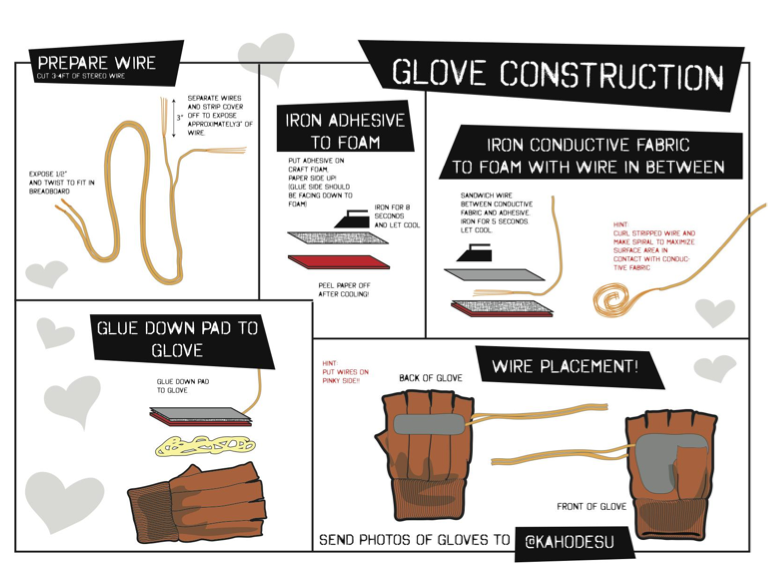 GLOVE CONSTRUCTION
PREPARE WIRE
CUT 3-4FT OF STEREO WIRE
SEPARATE WIRES
AND STRIP COVER
OFF TO EXPOSE
APPROXIMATELY3" OF
WIRE.
3"
EXPOSE 1/2"
AND TWIST TO FIT IN
BREADBOARD
IRON ADHESIVE
TO FOAM
PUT ADHESIVE ON
CRAFT FOAM,
PAPER SIDE UP!
(GLUE SIDE SHOULD
BE FACING DOWN TO
FOAM)
IRON FOR 8
SECONDS
AND LET COOL
PEEL PAPER OFF
AFTER COOLING!
IRON CONDUCTIVE FABRIC
TO FOAM WITH WIRE IN BETWEEN
SANDWICH WIRE
BETWEEN CONDUCTIVE
FABRIC AND ADHESIVE.
IRON FOR 5 SECONDS
LET COOL
HINT:
CURL STRIPPED WIRE AND
MAKE SPIRAL TO MAXIMIZE
SURFACE AREA IN
CONTACT WITH CONDUC-
TIVE FABRIC
GLUE DOWN PAD TO
GLOVE
GLUE DOWN PAD
TO GLOVE
WIRE PLACEMENT!
HINT:
PUT WIRES ON
PINKY SIDE!!
BACK OF GLOVE
FRONT OF GLOVE
SEND PHOTOS OF GLOVES TO @KAHODESU